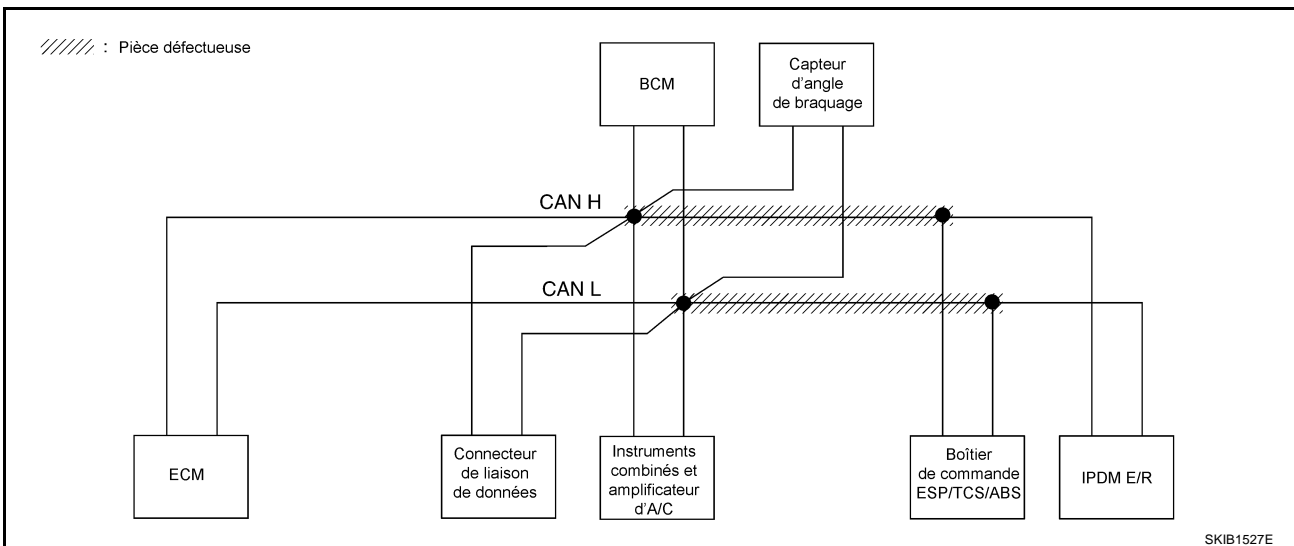 : Pièce défectueuse
BCM
Capteur
d'angle
de braquage
CAN H
CAN L
ECM
Connecteur
de liaison
de données
Instruments
combinés et
amplificateur
d'A/C
Boîtier
de commande
ESP/TCS/ABS
IPDM E/R
SKIB1527E